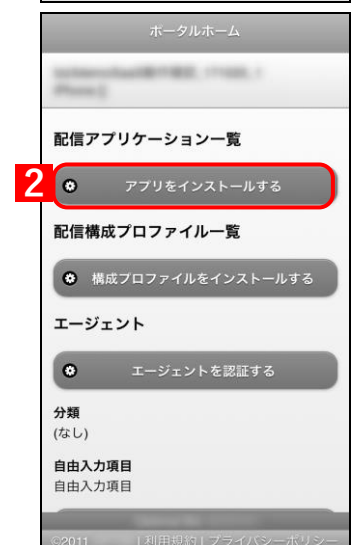 ポータルホーム
配信アプリケーション一覧
2
アプリをインストールする
配信構成プロファイル一覧
構成プロファイルをインストールする
エージェント
エージェントを認証する
分類
(なし)
自由入力項目
自由入力項目
©2011 | 利用規約 | プライバシーポリシー